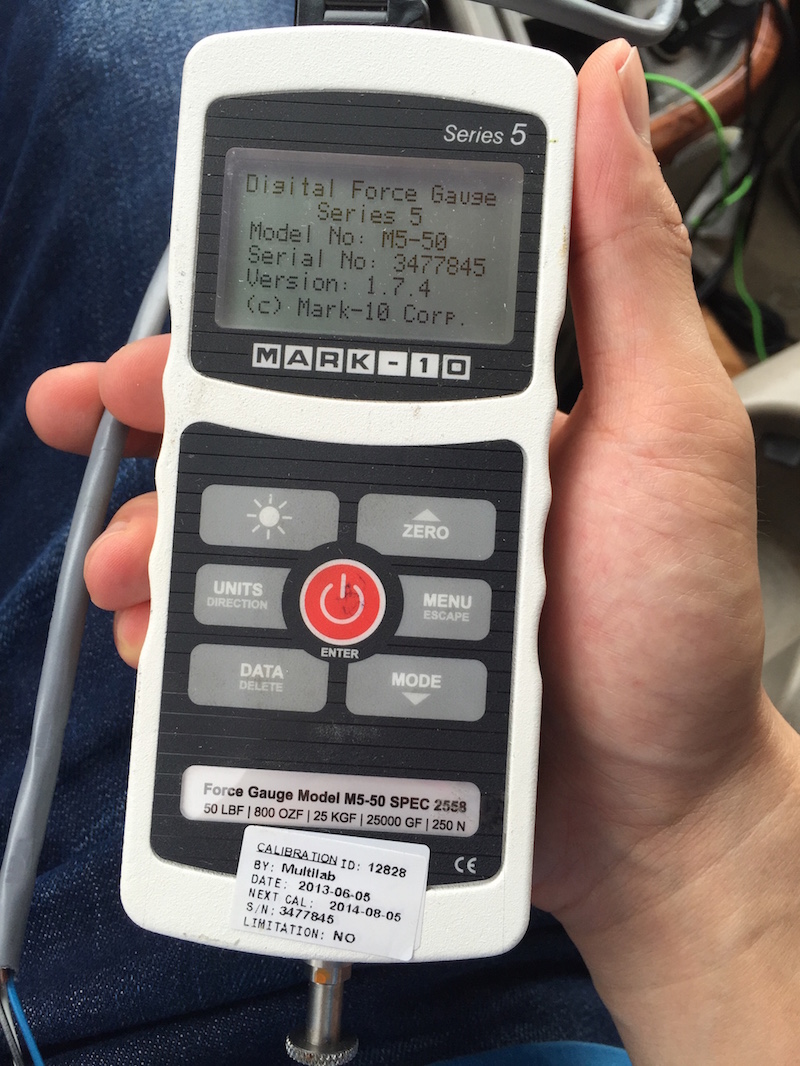 Series 5
Digital Force Gauge
Series 5
Model No: M5-50
Serial No: 3477845
Version: 1.7.4
(c) Mark-10 Corp.
MARK-10
ZERO
UNITS
DIRECTION
MENU
ESCAPE
ENTER
DATA
DELETE
MODE
Force Gauge Model M5-50 SPEC 2558
50 LBF | 800 OZF | 25 KGF | 25000 GF | 250 N
CALIBRATION ID: 12828
BY: Multilab
DATE: 2013-06-05
NEXT CAL: 2014-08-05
S/N: 3477845
LIMITATION: NO
CE